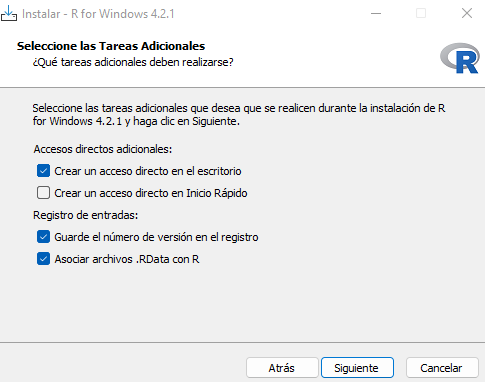 Instalar - R for Windows 4.2.1
Seleccione las Tareas Adicionales
¿Qué tareas adicionales deben realizarse?
R
Seleccione las tareas adicionales que desea que se realicen durante la instalación de R
for Windows 4.2.1 y haga clic en Siguiente.
Accesos directos adicionales:
Crear un acceso directo en el escritorio
Crear un acceso directo en Inicio Rápido
Registro de entradas:
Guarde el número de versión en el registro
Asociar archivos .RData con R
Atrás
Siguiente
Cancelar